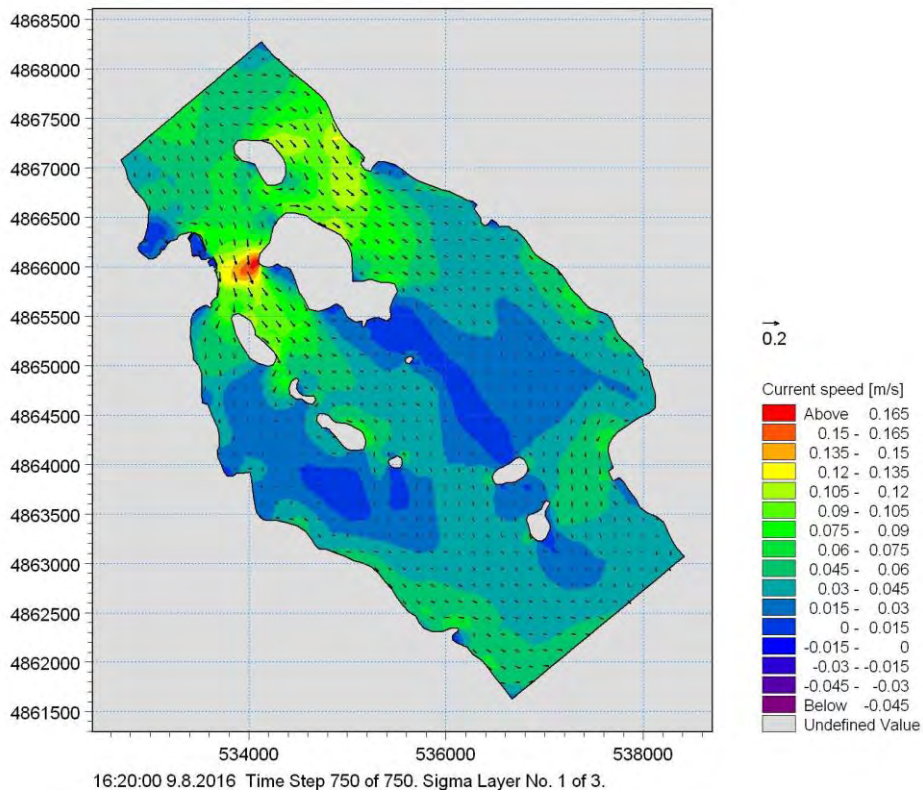 4868500
4868000
4867500
4867000
4866500
4866000
4865500
4865000
4864500
4864000
4863500
4863000
4862500
4862000
4861500
534000 536000 538000
16:20:00 9.8.2016 Time Step 750 of 750. Sigma Layer No. 1 of 3.
0.2
Current speed [m/s]
Above 0.165
0.15 - 0.165
0.135 - 0.15
0.12 - 0.135
0.105 - 0.12
0.09 - 0.105
0.075 - 0.09
0.06 - 0.075
0.045 - 0.06
0.03 - 0.045
0.015 - 0.03
0 - 0.015
-0.015 - 0
-0.03 - -0.015
-0.045 - -0.03
Below -0.045
Undefined Value